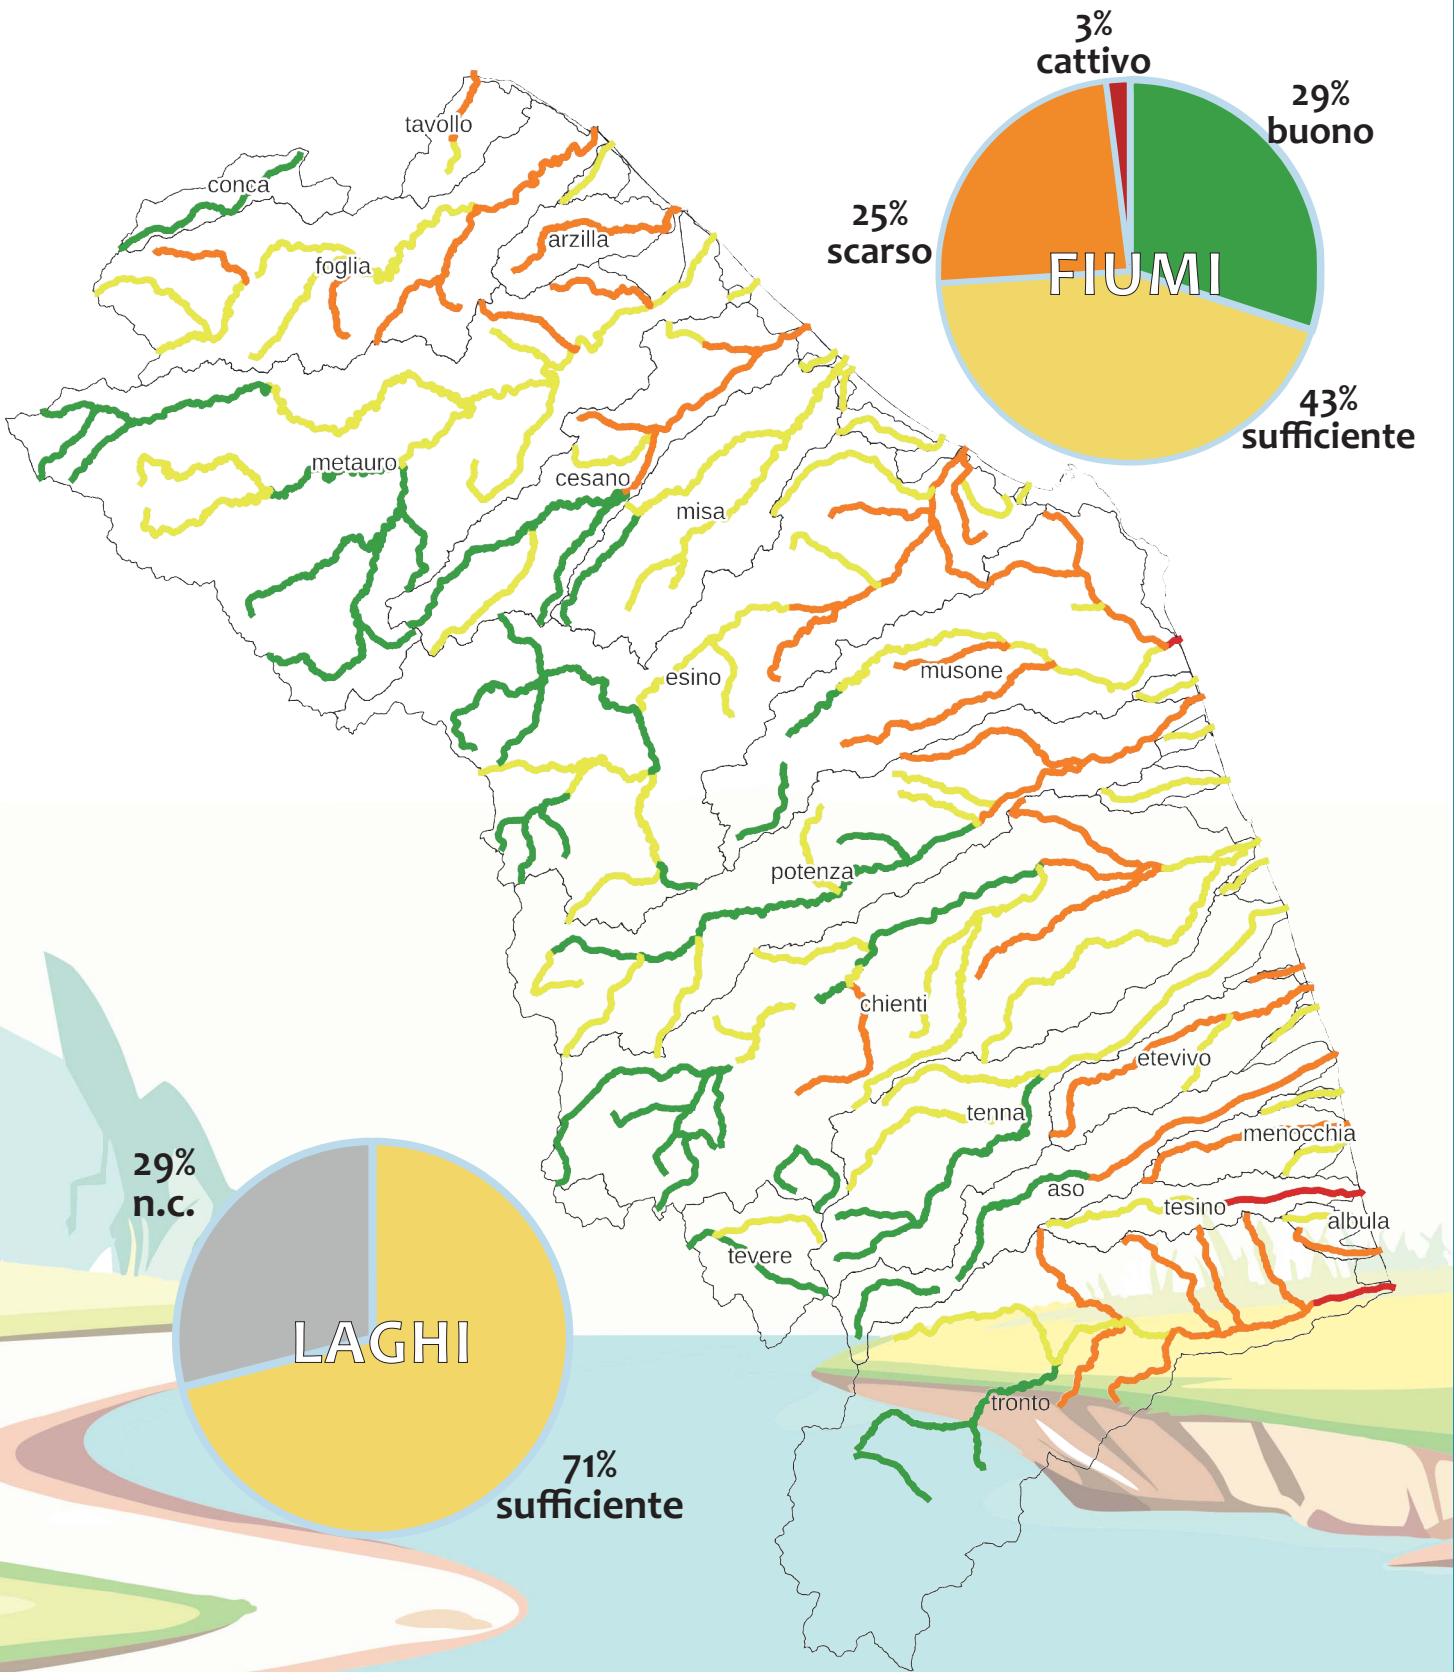 3%
cattivo
29%
buono
25%
scarso
FIUMI
43%
sufficiente
tavollo
conca
arzilla
foglia
metauro
cesano
misa
esino
musone
potenza
chienti
etevivo
tenna
menocchia
aso
tesino
albula
tevere
tronto
29%
n.c.
LAGHI
71%
sufficiente